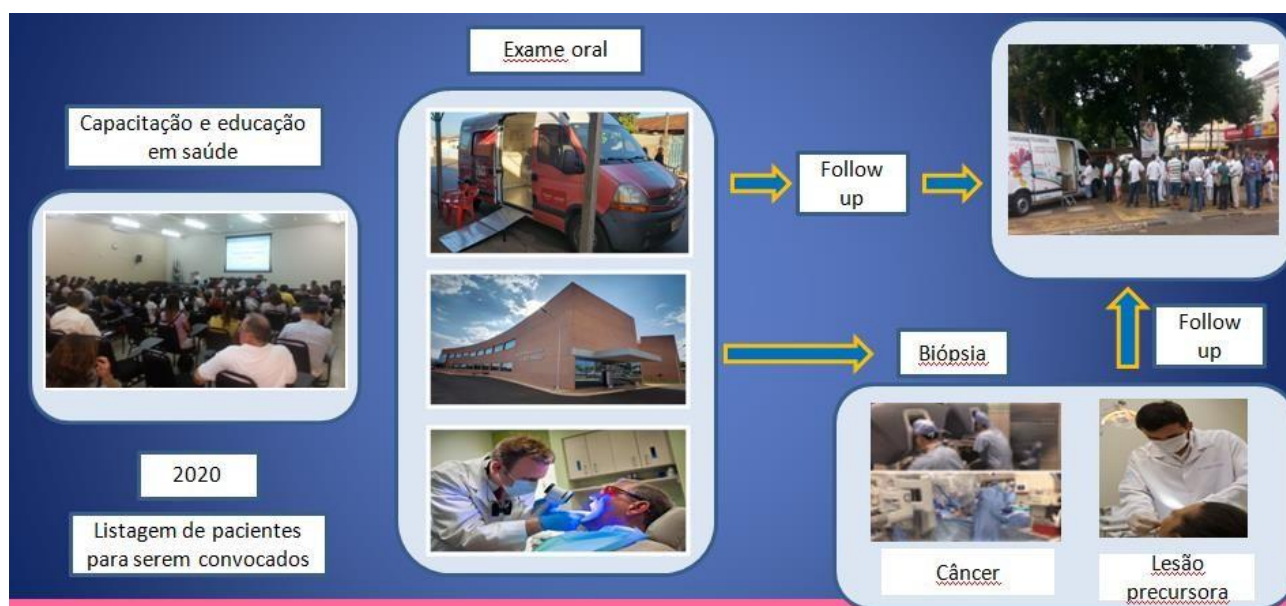 Exame oral
Capacitação e educação
em saúde
Follow
up
Follow
up
Biópsia
2020
Listagem de pacientes
para serem convocados
Câncer
Lesão
precursora